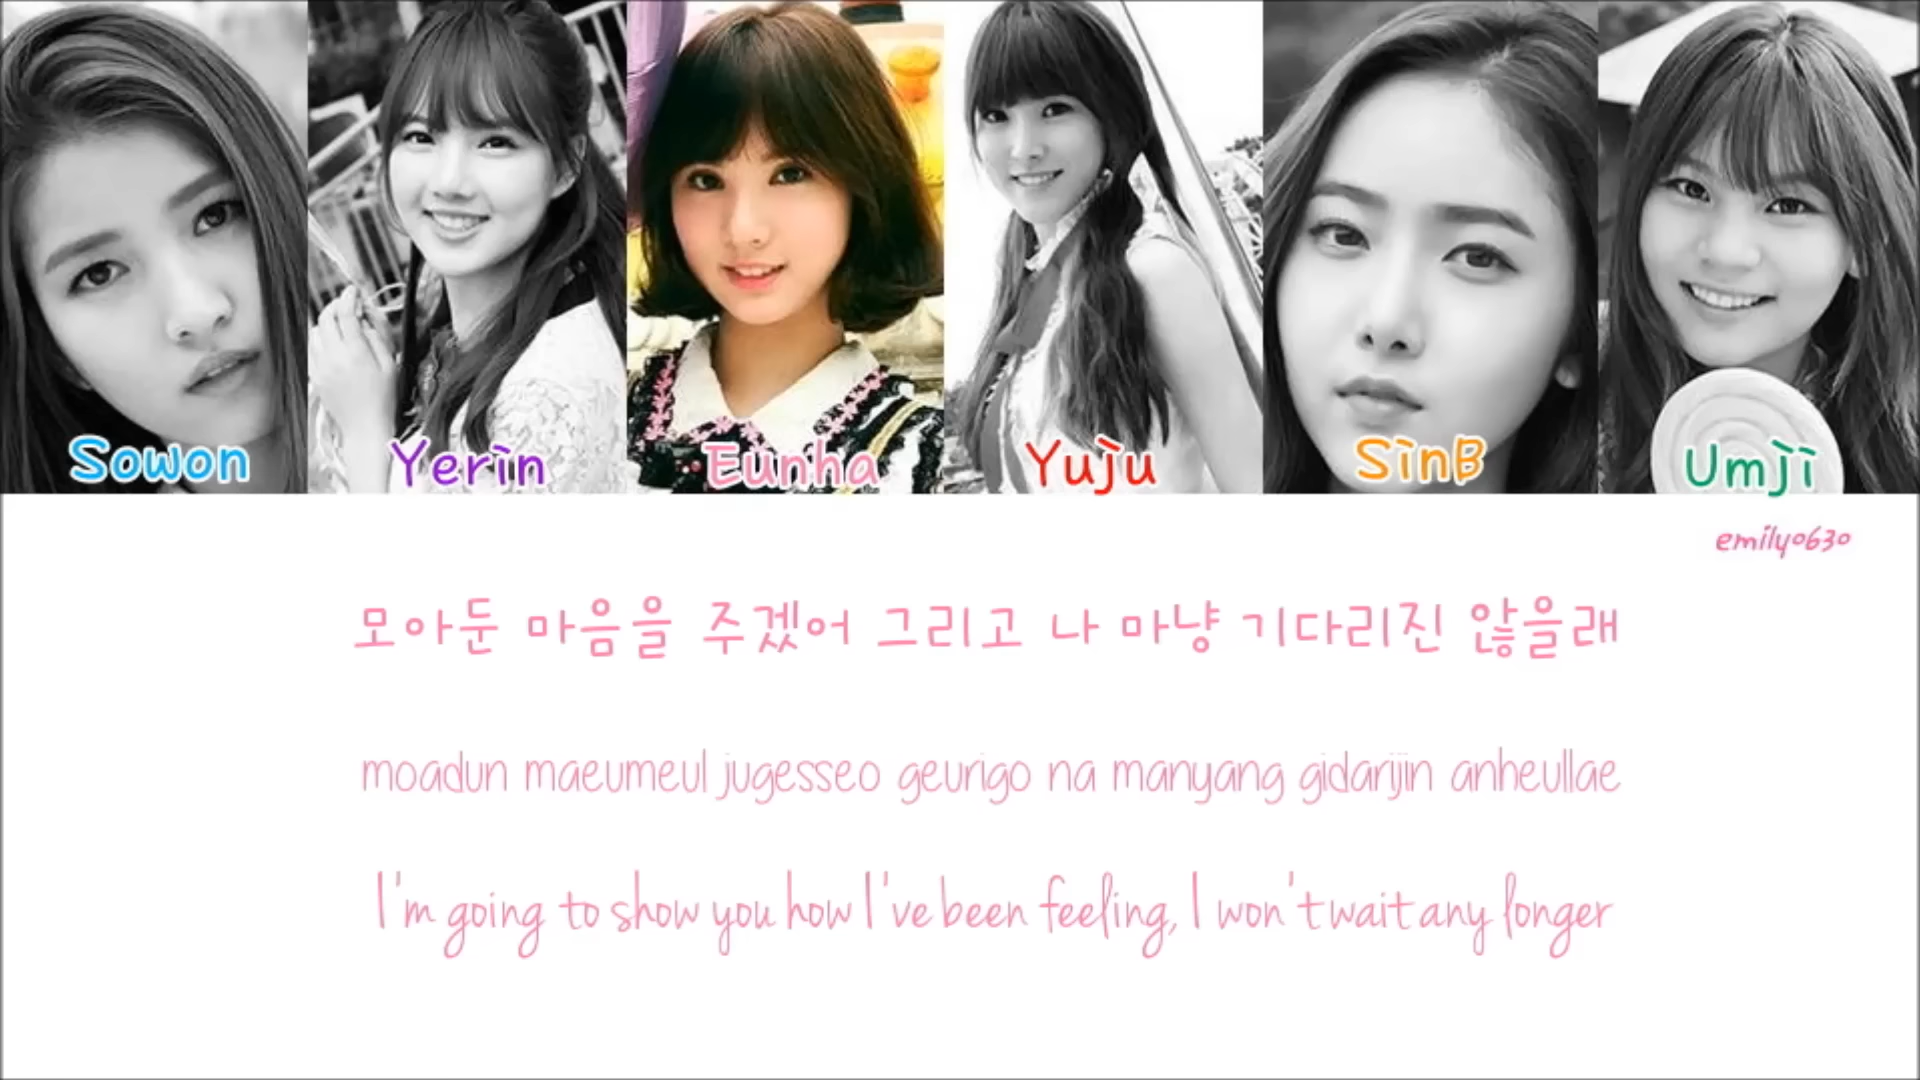 Sowon Yerin Eunha Yuju SinB Umji
emily0630
모아둔 마음을 주겠어 그리고 나 마냥 기다리진 않을래
moadun maeumeul jugesseo geurigo na manyang gidarijin anheullae
I'm going to show you how I've been feeling, I won't wait any longer